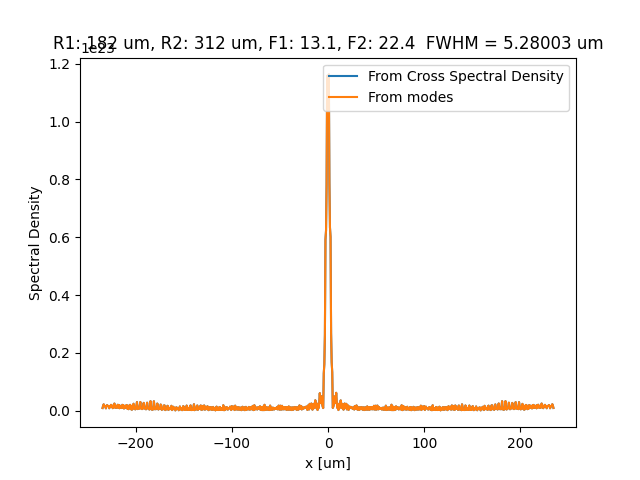 R1: 182 um, R2: 312 um, F1: 13.1, F2: 22.4  FWHM = 5.28003 um
1e23
From Cross Spectral Density
From modes
1.2
1.0
0.8
0.6
0.4
0.2
0.0
Spectral Density
−200
−100
0
100
200
x [um]